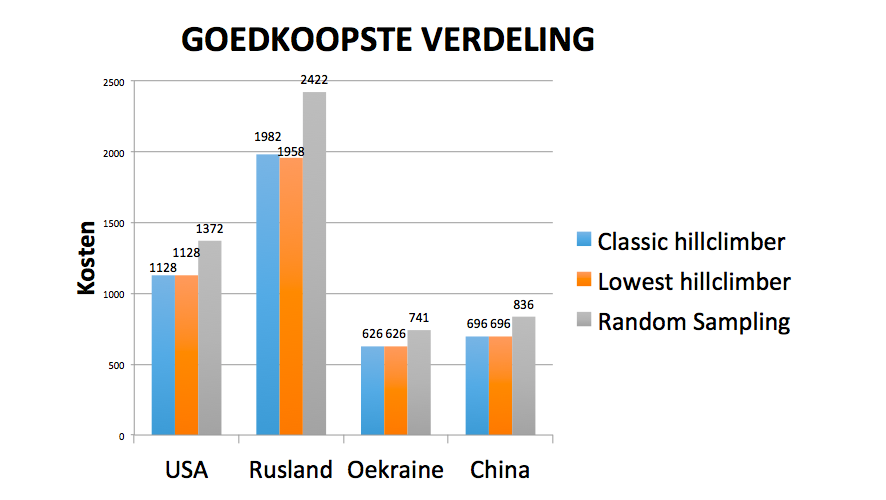 GOEDKOOPSTE VERDELING
2500
2000
1500
1000
500
0
Kosten
1128
1128
1372
1982
1958
2422
626
626
741
696
696
836
USA
Rusland
Oekraine
China
Classic hillclimber
Lowest hillclimber
Random Sampling